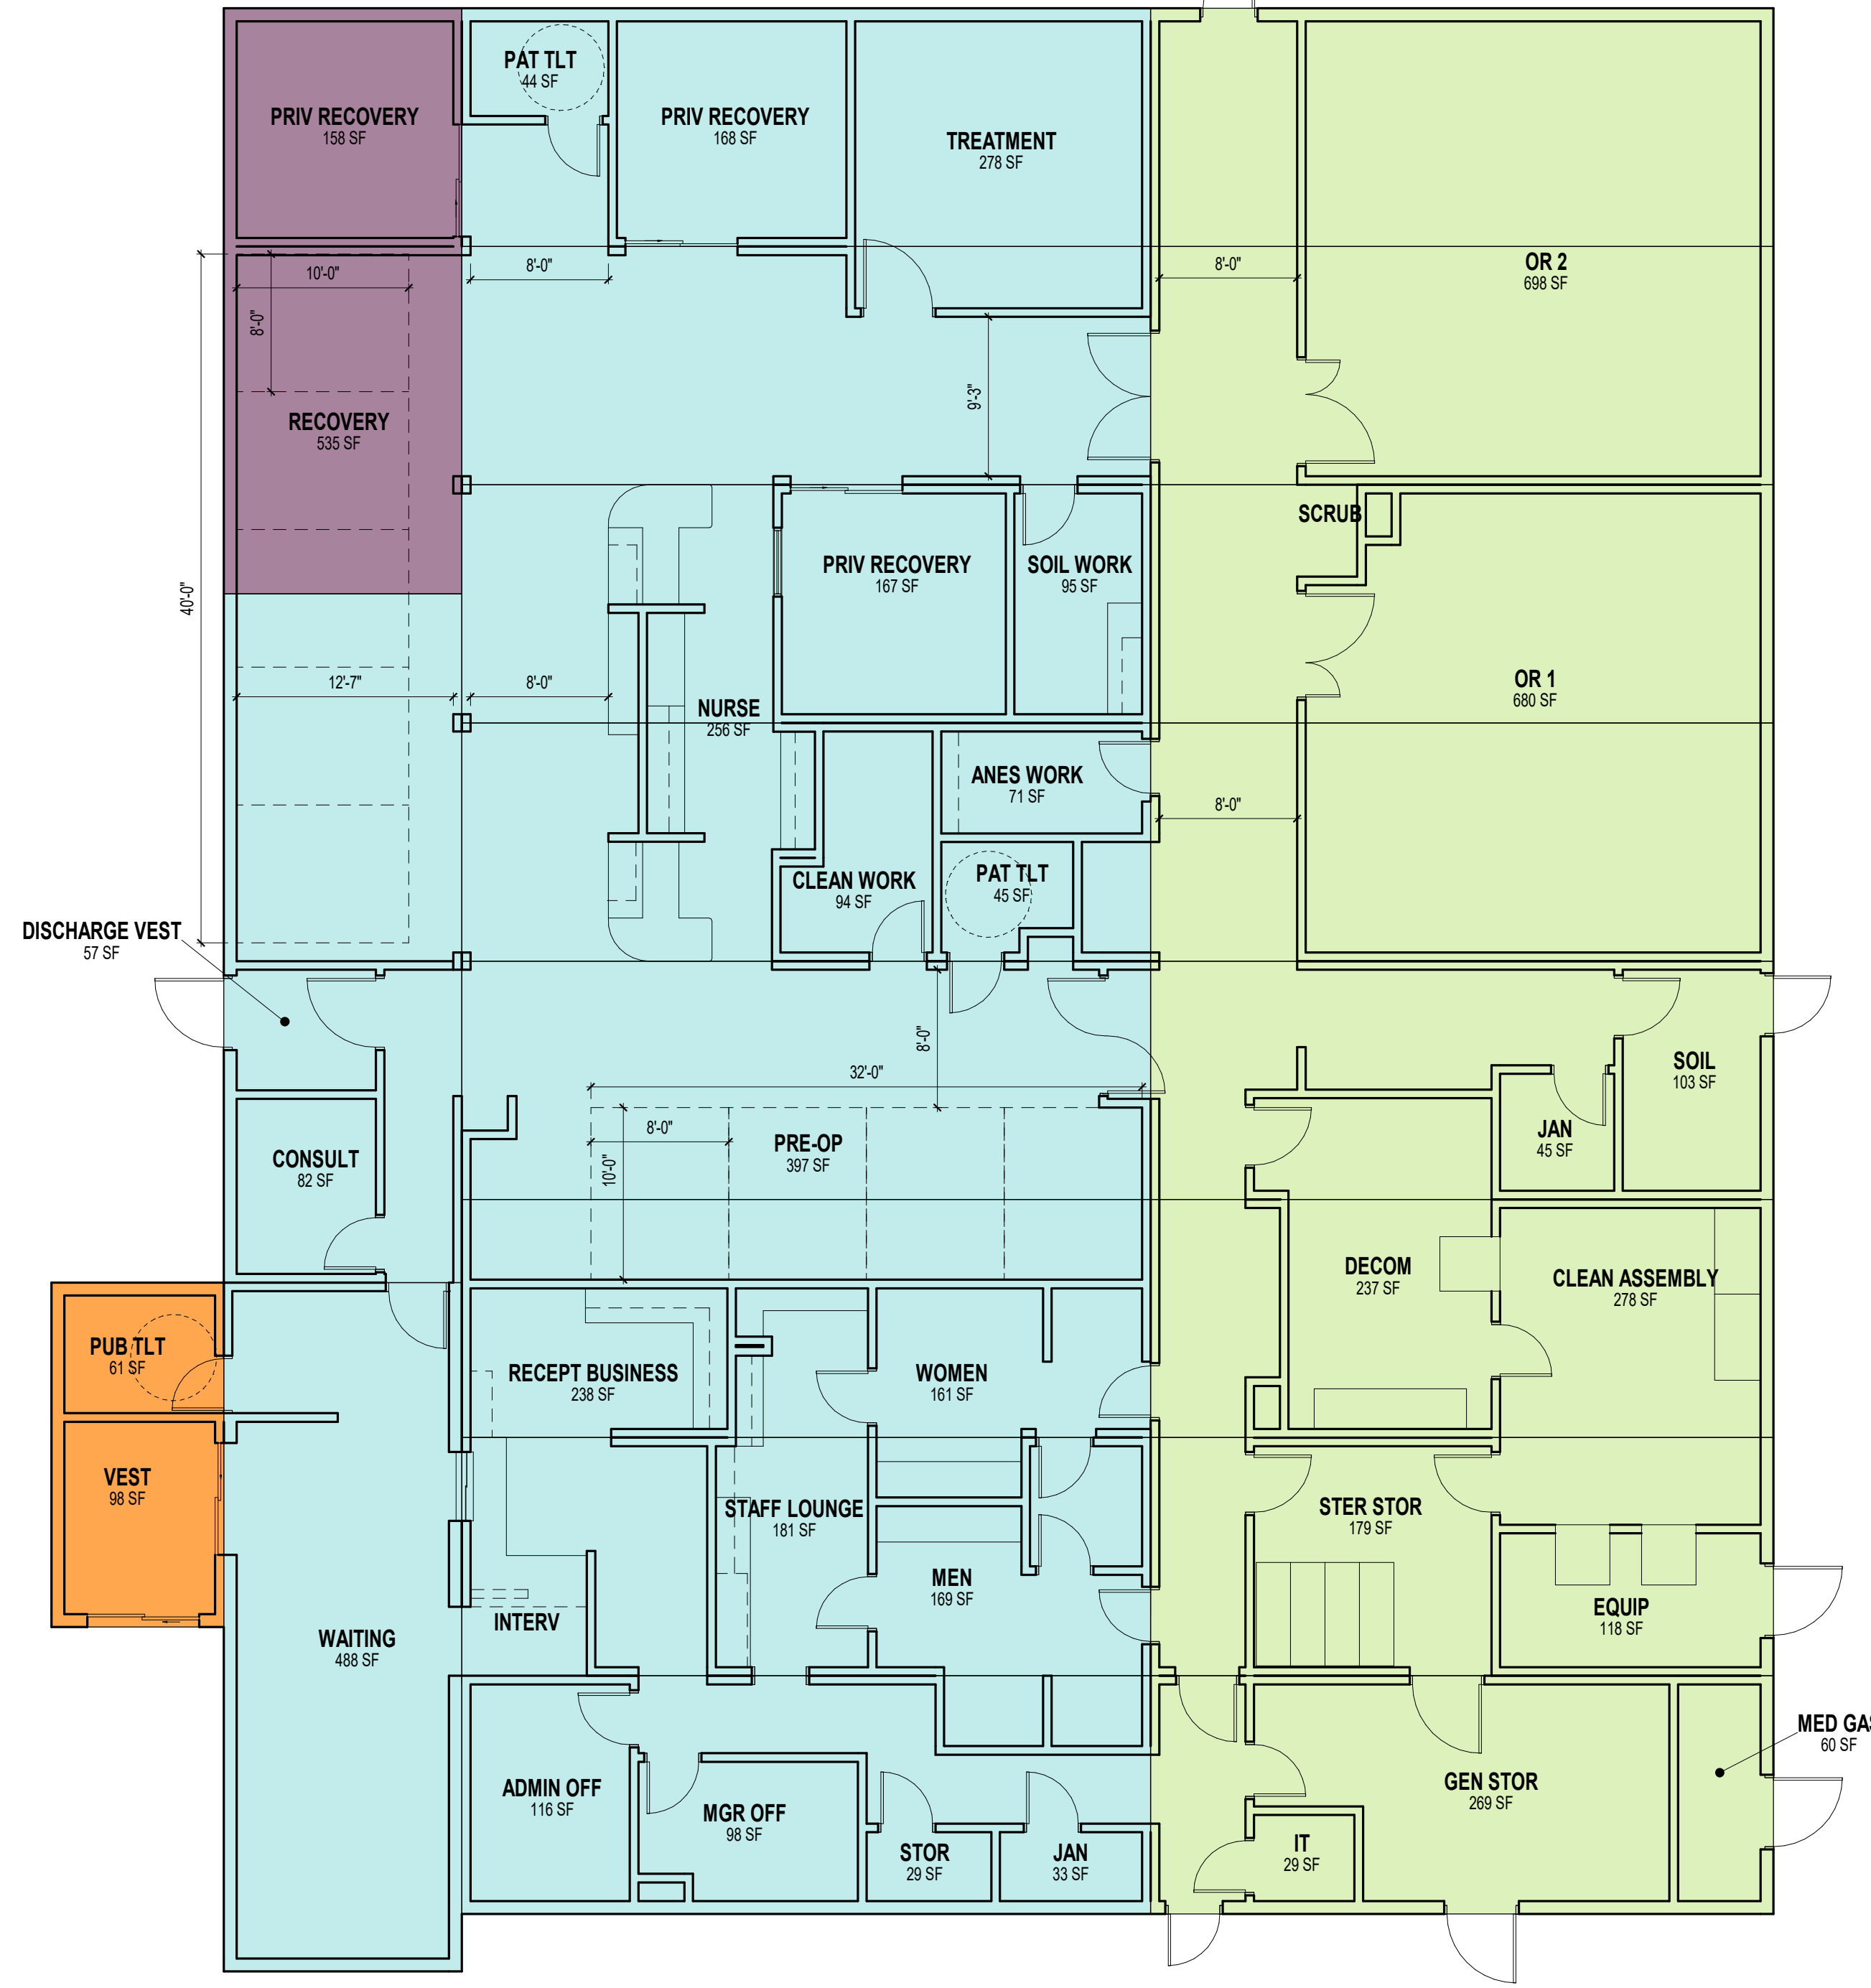 PAT TLT
44 SF
PRIV RECOVERY
158 SF
PRIV RECOVERY
168 SF
TREATMENT
278 SF
OR 2
698 SF
10'-0"
8'-0"
8'-0"
8'-0"
9'-3"
RECOVERY
535 SF
SCRUB
PRIV RECOVERY
167 SF
SOIL WORK
95 SF
40'-0"
12'-7"
8'-0"
NURSE
256 SF
OR 1
680 SF
ANES WORK
71 SF
8'-0"
CLEAN WORK
94 SF
PAT TLT
45 SF
DISCHARGE VEST
57 SF
8'-0"
32'-0"
SOIL
103 SF
8'-0"
10'-0"
PRE-OP
397 SF
JAN
45 SF
CONSULT
82 SF
DECOM
237 SF
CLEAN ASSEMBLY
278 SF
PUB TLT
61 SF
RECEPT BUSINESS
238 SF
WOMEN
161 SF
VEST
98 SF
STAFF LOUNGE
181 SF
STER STOR
179 SF
MEN
169 SF
INTERV
EQUIP
118 SF
WAITING
488 SF
MED GAS
60 SF
ADMIN OFF
116 SF
MGR OFF
98 SF
GEN STOR
269 SF
STOR
29 SF
JAN
33 SF
IT
29 SF